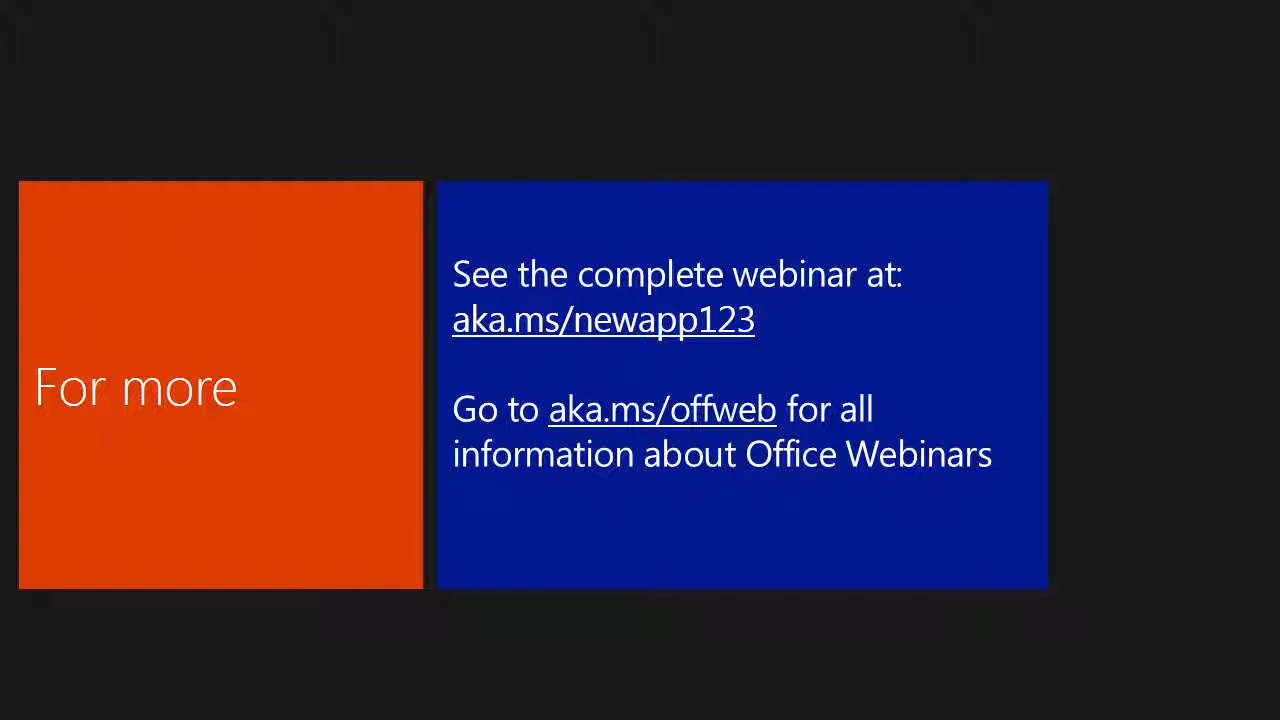 For more
See the complete webinar at:
aka.ms/newapp123
Go to aka.ms/offweb for all
information about Office Webinars